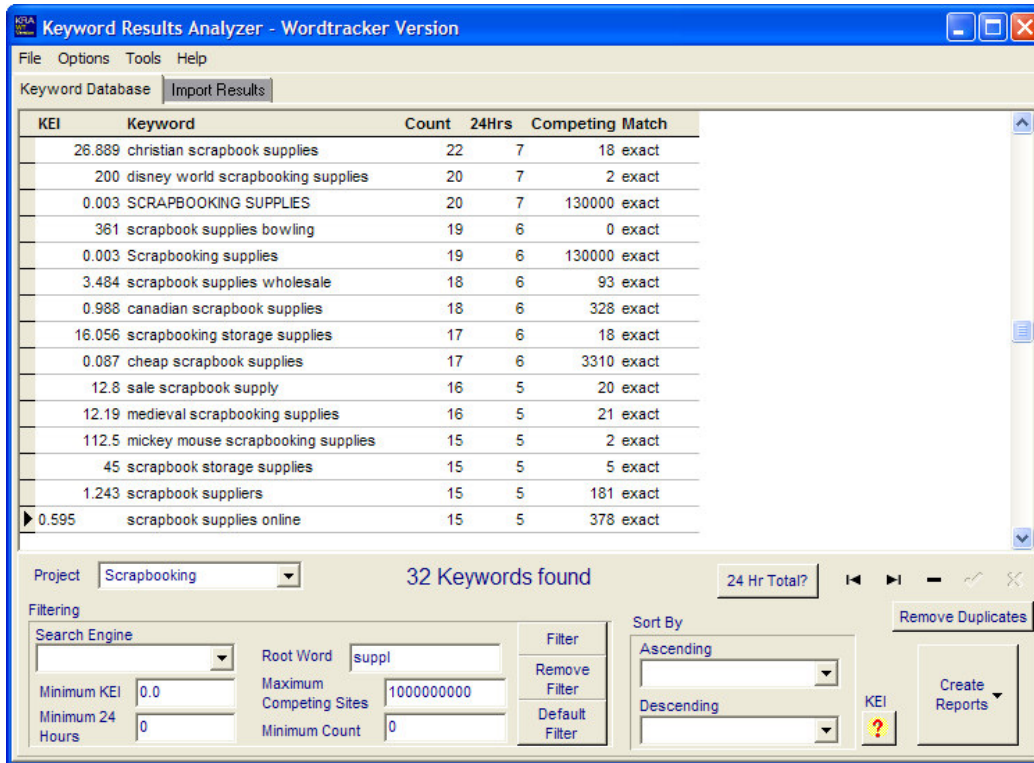 KRA WT Version Keyword Results Analyzer - Wordtracker Version
File Options Tools Help
Keyword Database Import Results
KEI Keyword Count 24Hrs Competing Match
26.889 christian scrapbook supplies 22 7 18 exact
200 disney world scrapbooking supplies 20 7 2 exact
0.003 SCRAPBOOKING SUPPLIES 20 7 130000 exact
361 scrapbook supplies bowling 19 6 0 exact
0.003 Scrapbooking supplies 19 6 130000 exact
3.484 scrapbook supplies wholesale 18 6 93 exact
0.988 canadian scrapbook supplies 18 6 328 exact
16.056 scrapbooking storage supplies 17 6 18 exact
0.087 cheap scrapbook supplies 17 6 3310 exact
12.8 sale scrapbook supply 16 5 20 exact
12.19 medieval scrapbooking supplies 16 5 21 exact
112.5 mickey mouse scrapbooking supplies 15 5 2 exact
45 scrapbook storage supplies 15 5 5 exact
1.243 scrapbook suppliers 15 5 181 exact
0.595 scrapbook supplies online 15 5 378 exact
Project Scrapbooking 32 Keywords found 24 Hr Total?
Remove Duplicates
Filtering
Search Engine
Root Word suppl
Minimum KEI 0.0
Maximum
Competing Sites 1000000000
Minimum 24
Hours 0
Minimum Count 0
Filter
Remove
Filter
Default
Filter
Sort By
Ascending
Descending
KEI
?
Create
Reports